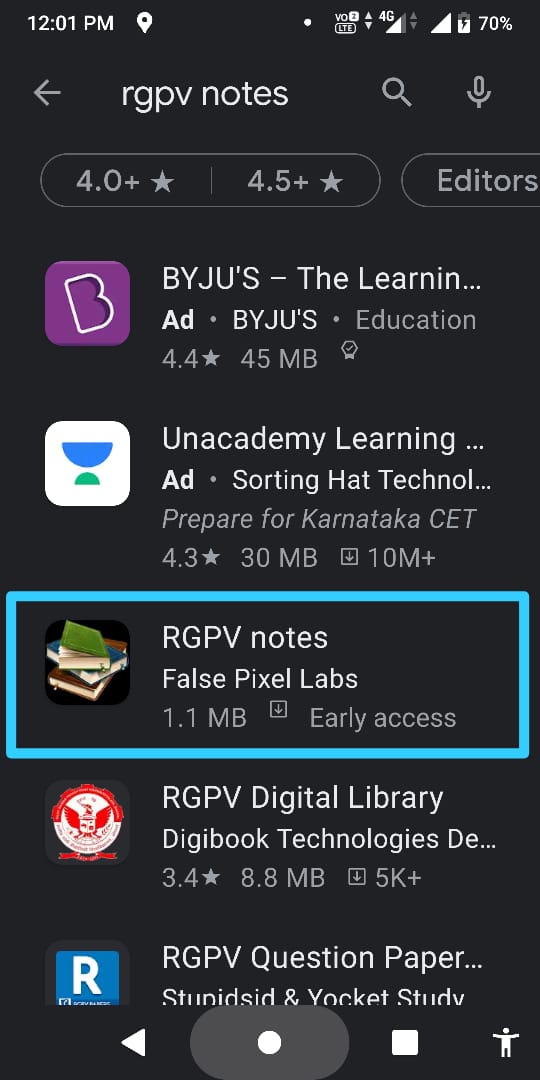 12:01 PM VO 2 LTE 4G 70%
rgpv notes
4.0+ ★ 4.5+ ★ Editors
BYJU'S – The Learnin...
Ad • BYJU'S • Education
4.4★ 45 MB
Unacademy Learning ...
Ad • Sorting Hat Technol...
Prepare for Karnataka CET
4.3★ 30 MB 10M+
RGPV notes
False Pixel Labs
1.1 MB Early access
RGPV Digital Library
Digibook Technologies De...
3.4★ 8.8 MB 5K+
R
RGPV Question Paper...
Stupidsid & Yocket Study